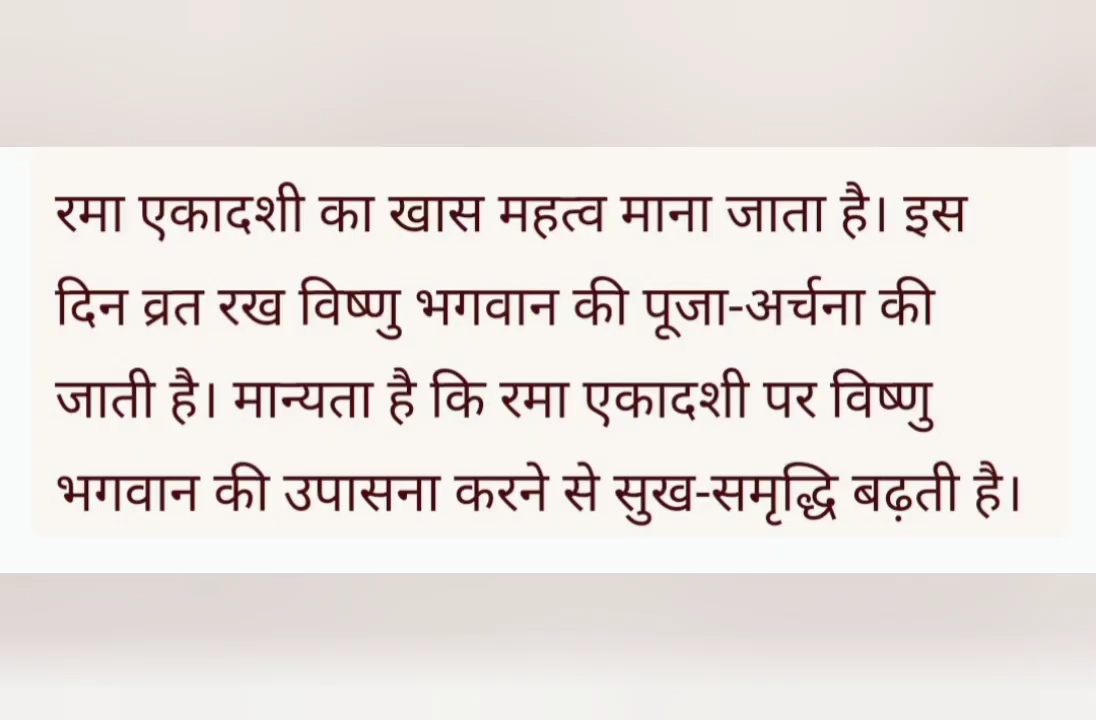 रमा एकादशी का खास महत्व माना जाता है। इस
दिन व्रत रख विष्णु भगवान की पूजा-अर्चना की
जाती है। मान्यता है कि रमा एकादशी पर विष्णु
भगवान की उपासना करने से सुख-समृद्धि बढ़ती है।